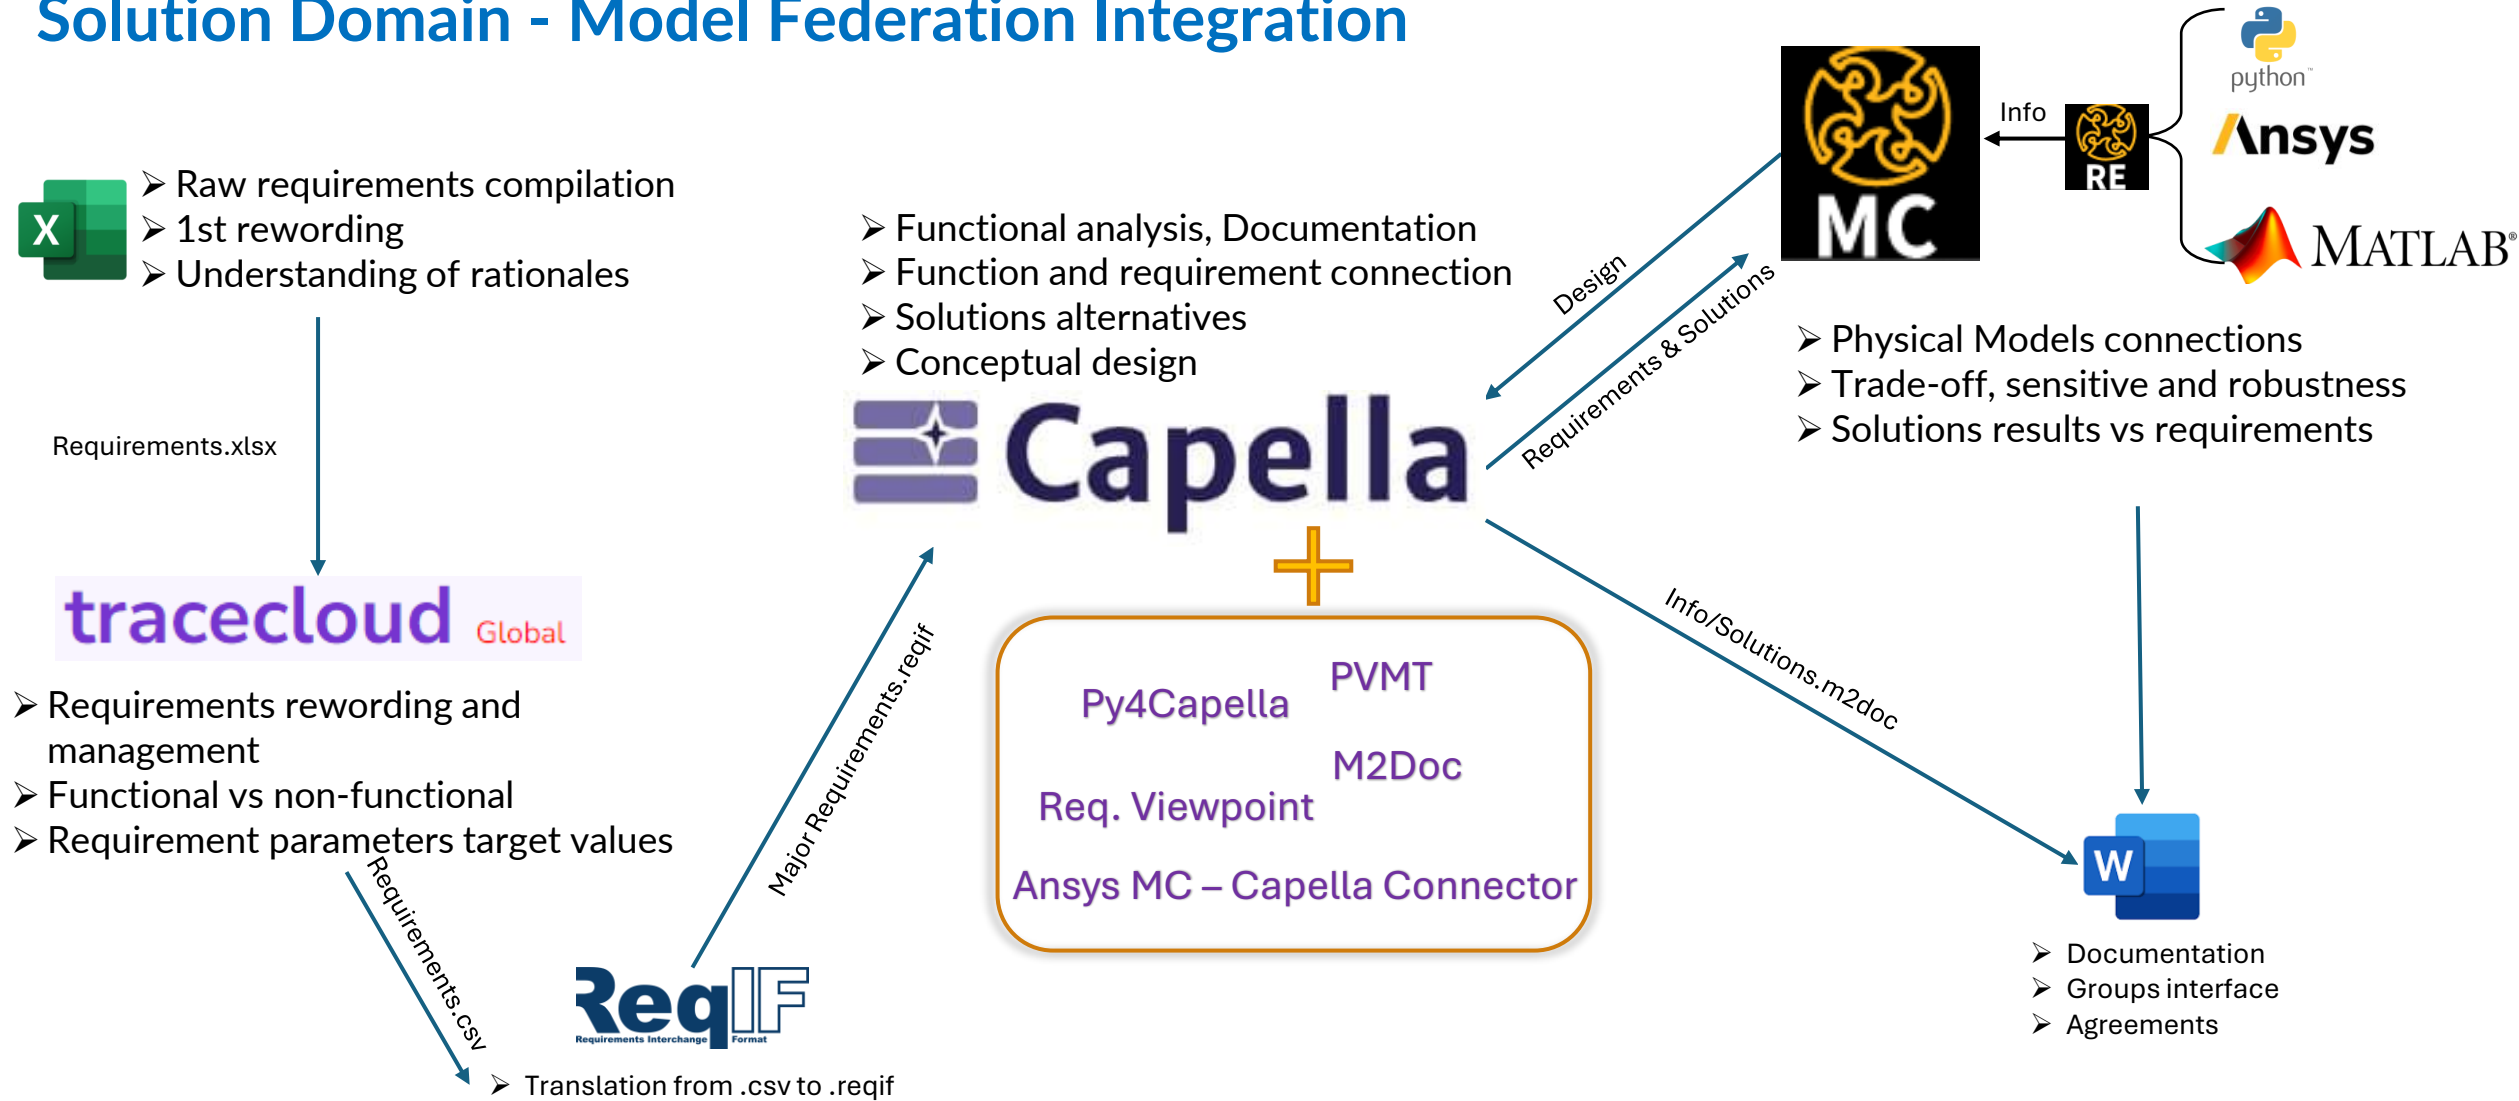 Solution Domain - Model Federation Integration
X
➢ Raw requirements compilation
➢ 1st rewording
➢ Understanding of rationales
Requirements.xlsx
tracecloud Global
➢ Requirements rewording and
management
➢ Functional vs non-functional
➢ Requirement parameters target values
Requirements.csv
ReqIF
Requirements Interchange Format
➢ Translation from .csv to .reqif
Major Requirements.reqif
➢ Functional analysis, Documentation
➢ Function and requirement connection
➢ Solutions alternatives
➢ Conceptual design
Capella
PVMT
Py4Capella
M2Doc
Req. Viewpoint
Ansys MC – Capella Connector
Design
Requirements & Solutions
MC
Info
RE
python™
Ansys
MATLAB®
➢ Physical Models connections
➢ Trade-off, sensitive and robustness
➢ Solutions results vs requirements
Info/Solutions.m2doc
W
➢ Documentation
➢ Groups interface
➢ Agreements